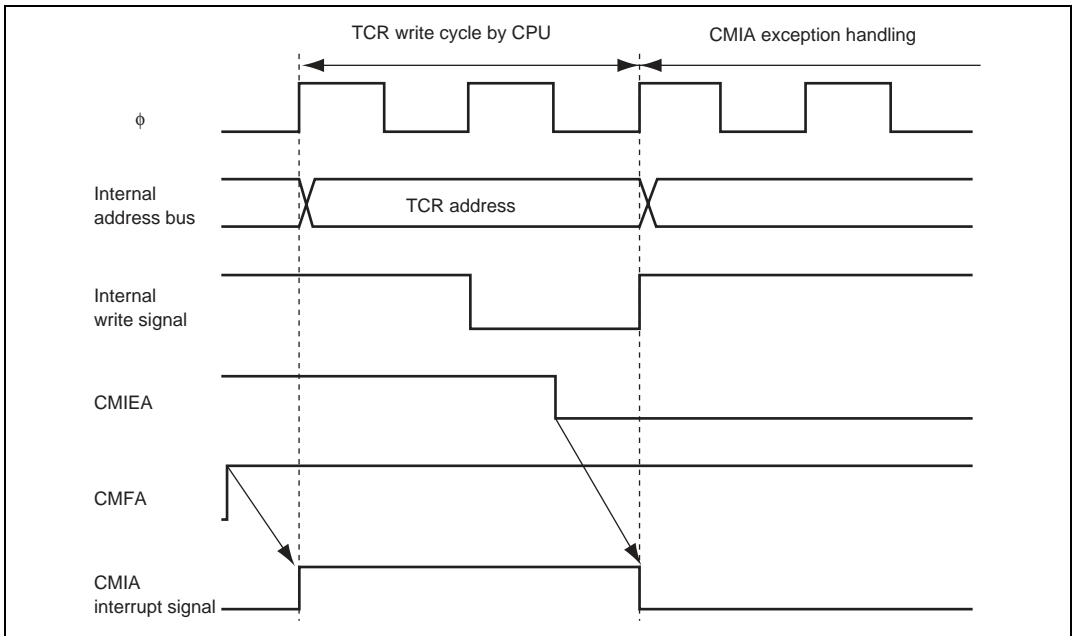 TCR write cycle by CPU
CMIA exception handling
φ
Internal
address bus
TCR address
Internal
write signal
CMIEA
CMFA
CMIA
interrupt signal